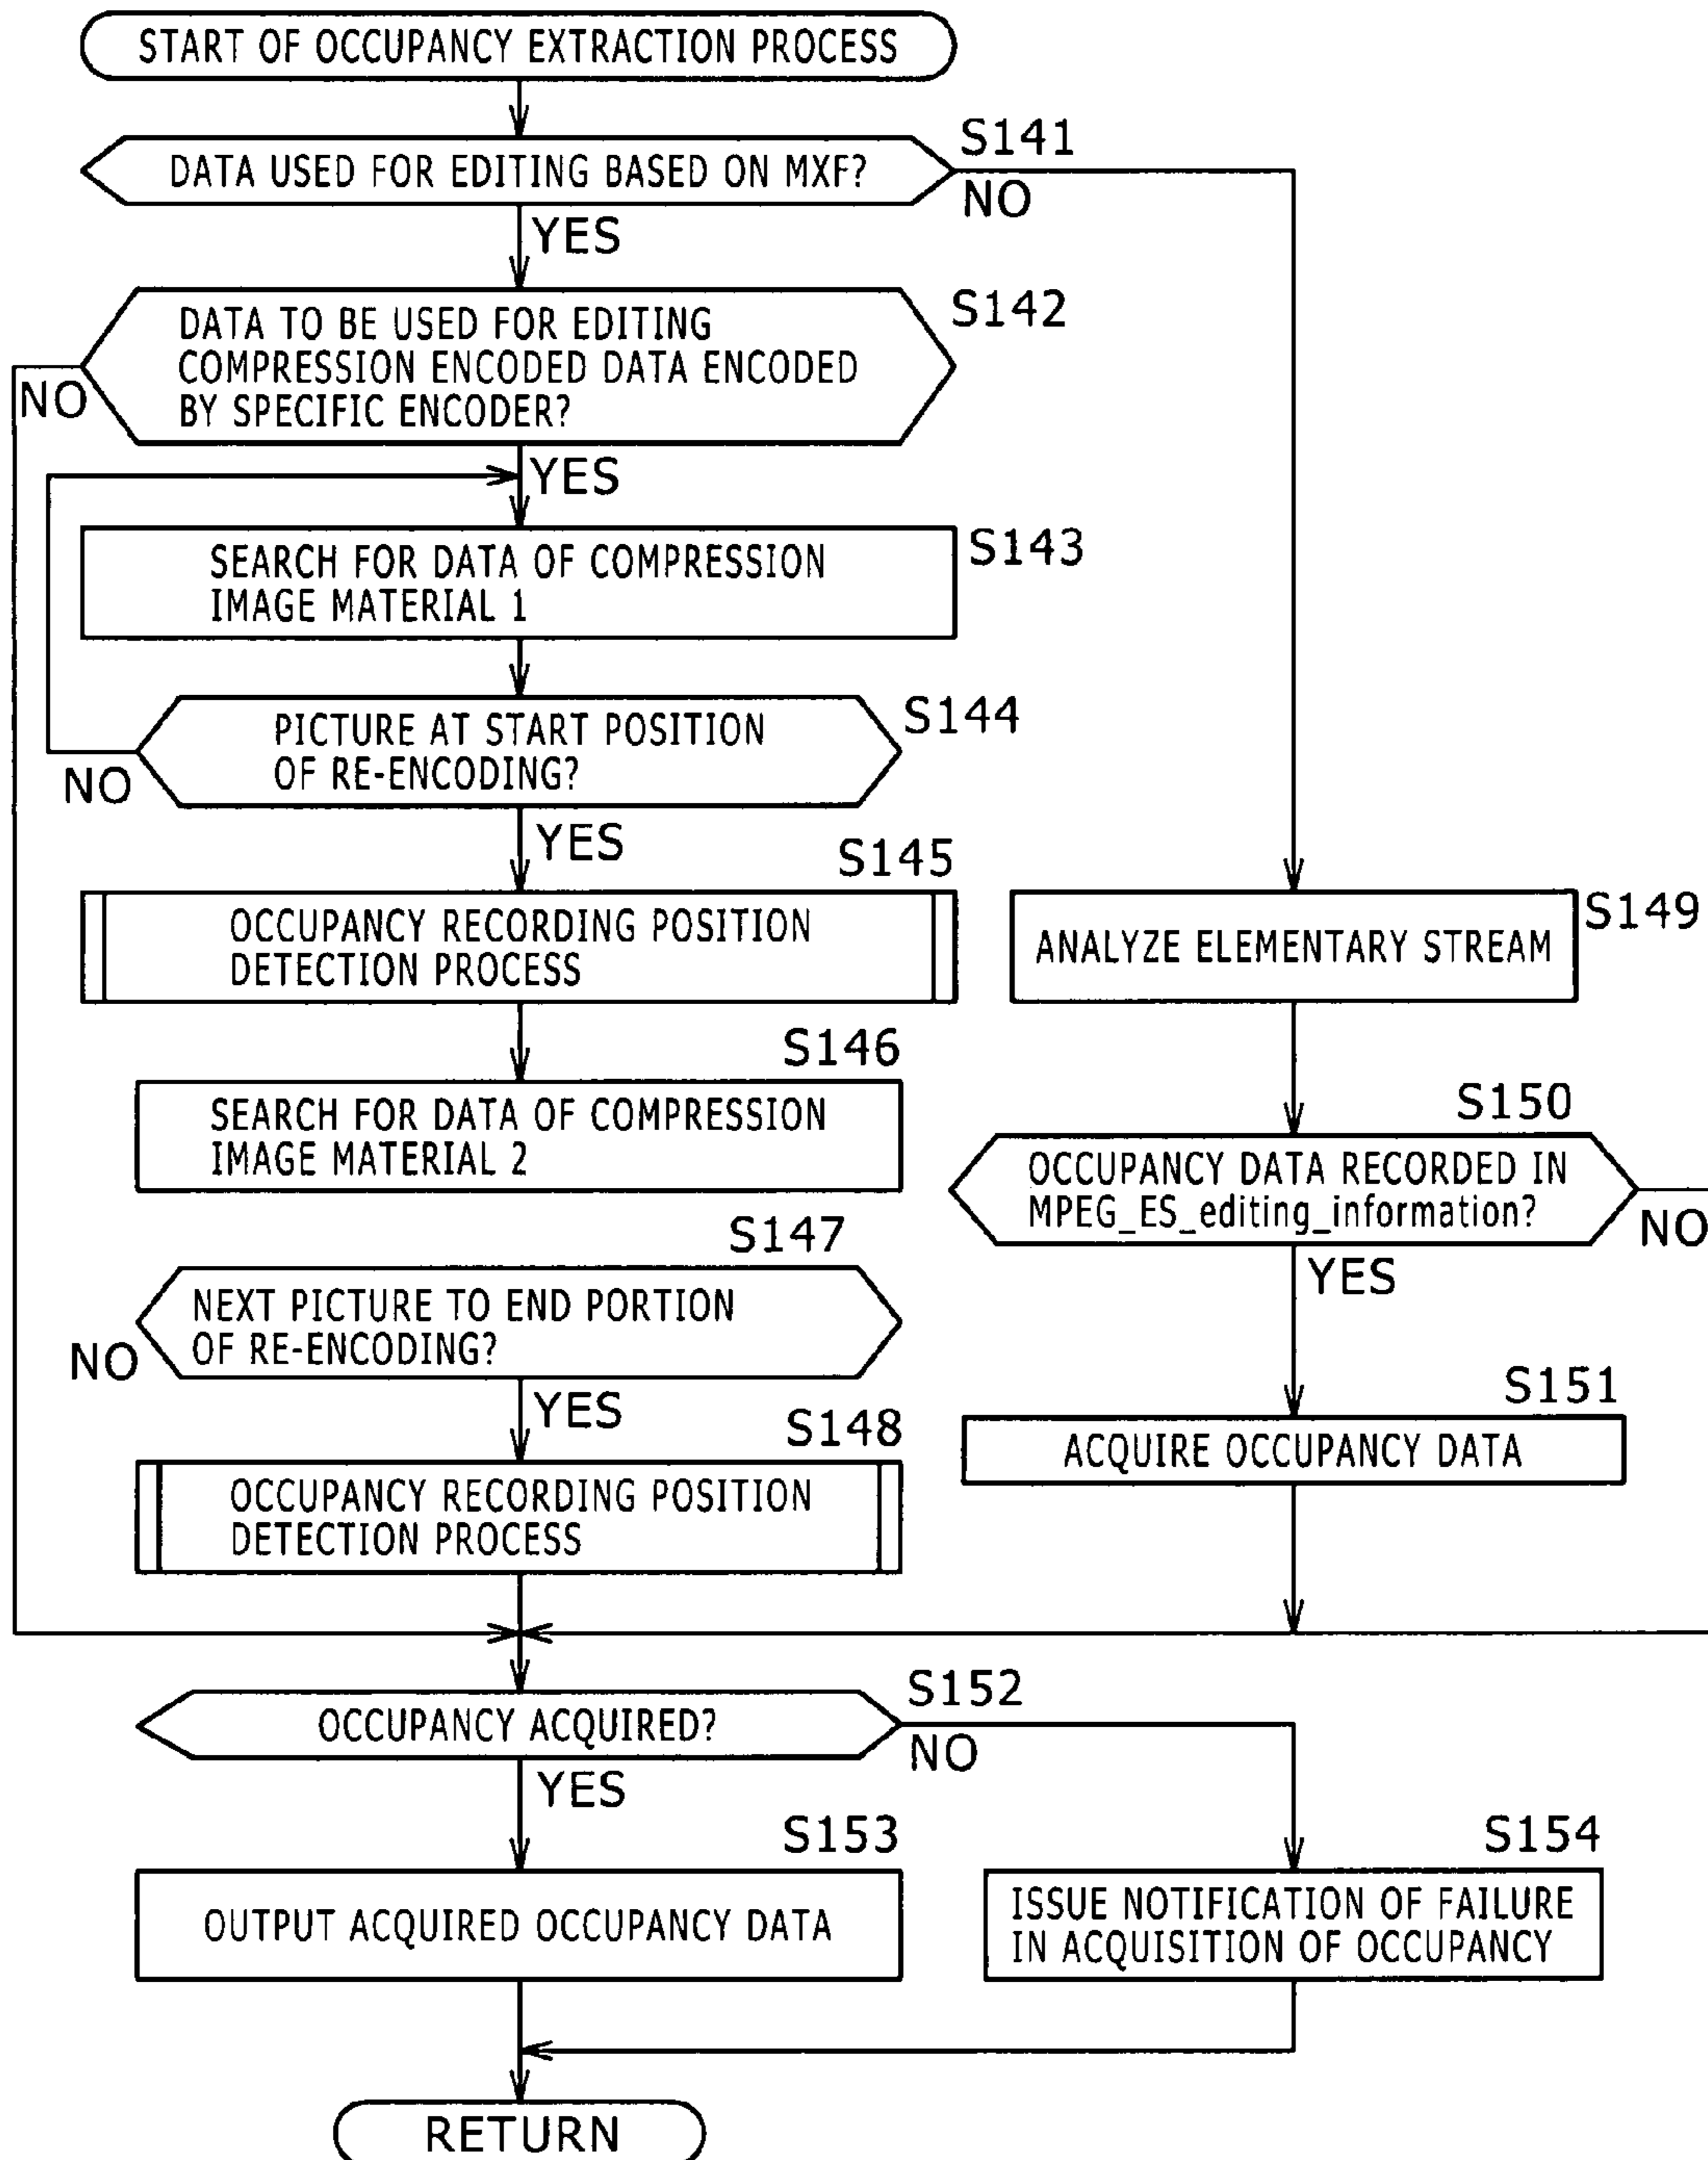 START OF OCCUPANCY EXTRACTION PROCESS
S141
DATA USED FOR EDITING BASED ON MXF?
NO
YES
S142
DATA TO BE USED FOR EDITING
COMPRESSION ENCODED DATA ENCODED
BY SPECIFIC ENCODER?
NO
YES
S143
SEARCH FOR DATA OF COMPRESSION
IMAGE MATERIAL 1
S144
PICTURE AT START POSITION
OF RE-ENCODING?
NO
YES
S145
OCCUPANCY RECORDING POSITION
DETECTION PROCESS
S146
SEARCH FOR DATA OF COMPRESSION
IMAGE MATERIAL 2
S147
NEXT PICTURE TO END PORTION
OF RE-ENCODING?
NO
YES
S148
OCCUPANCY RECORDING POSITION
DETECTION PROCESS
S149
ANALYZE ELEMENTARY STREAM
S150
OCCUPANCY DATA RECORDED IN
MPEG_ES_editing_information?
NO
YES
S151
ACQUIRE OCCUPANCY DATA
S152
OCCUPANCY ACQUIRED?
NO
YES
S153
OUTPUT ACQUIRED OCCUPANCY DATA
S154
ISSUE NOTIFICATION OF FAILURE
IN ACQUISITION OF OCCUPANCY
RETURN